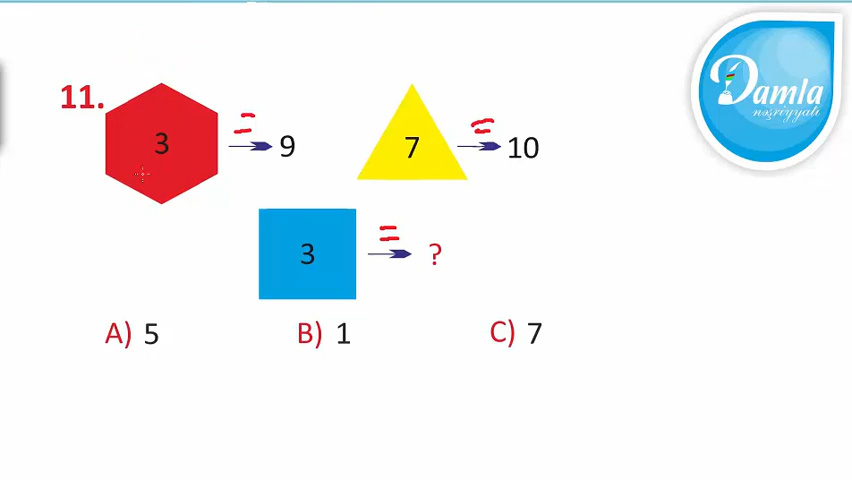 11. 3 = 9 7 = 10
3 = ?
A) 5 B) 1 C) 7
Damla
nəşriyyatı